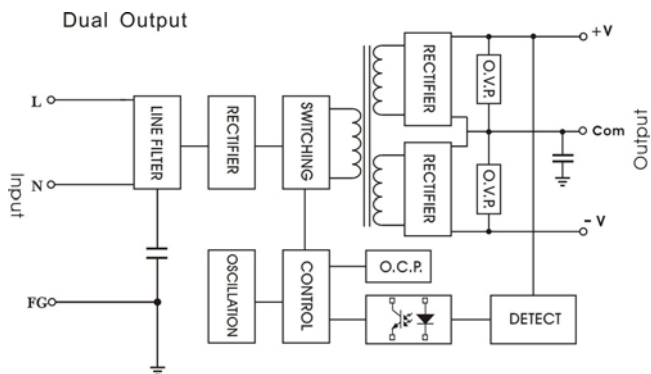 Dual Output
L
N
FG
Input
LINE FILTER
RECTIFIER
SWITCHING
RECTIFIER
RECTIFIER
O.V.P.
O.V.P.
+V
Com
- V
Output
OSCILLATION
CONTROL
O.C.P.
DETECT